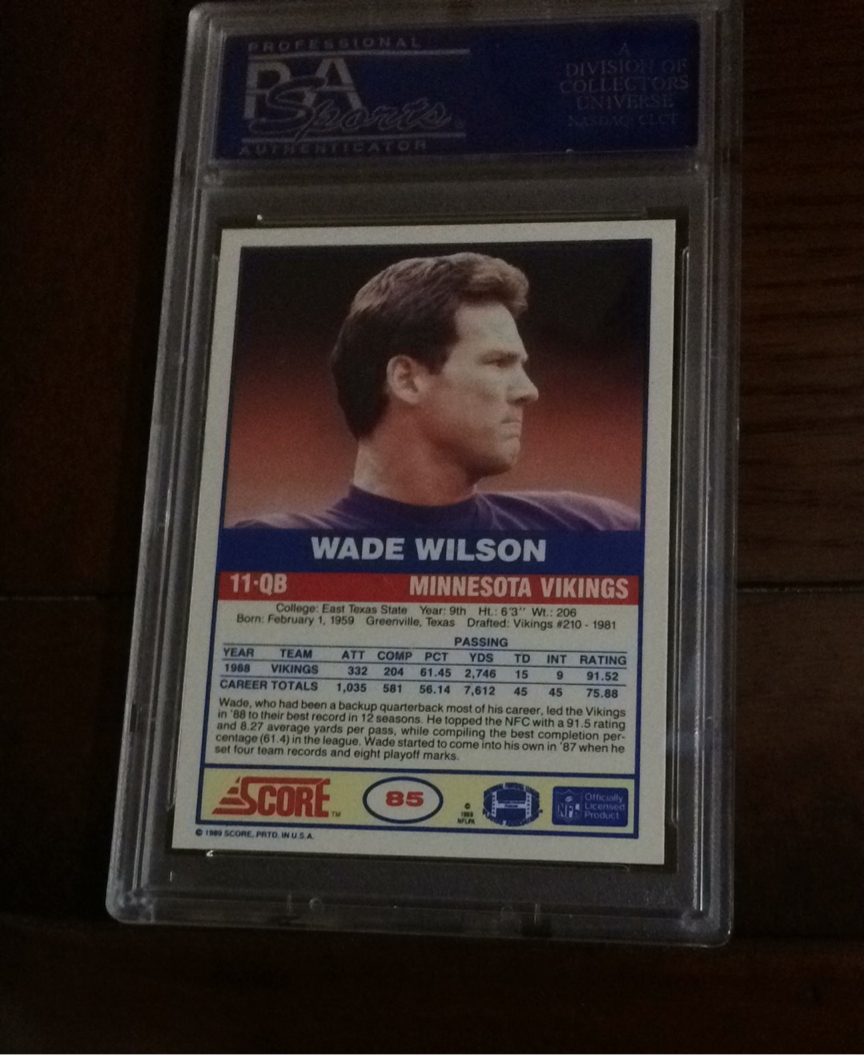 PROFESSIONAL
PSA
Sports
AUTHENTICATOR
A
DIVISION OF
COLLECTORS
UNIVERSE
NASDAQ: CLCT
WADE WILSON
11·QB MINNESOTA VIKINGS
College: East Texas State Year: 9th Ht.: 6'3'' Wt.: 206
Born: February 1, 1959 Greenville, Texas Drafted: Vikings #210 - 1981
PASSING
YEAR TEAM ATT COMP PCT YDS TD INT RATING
1988 VIKINGS 332 204 61.45 2,746 15 9 91.52
CAREER TOTALS 1,035 581 56.14 7,612 45 45 75.88
Wade, who had been a backup quarterback most of his career, led the Vikings
in '88 to their best record in 12 seasons. He topped the NFC with a 91.5 rating
and 8.27 average yards per pass, while compiling the best completion per-
centage (61.4) in the league. Wade started to come into his own in '87 when he
set four team records and eight playoff marks.
SCORE™
85
©
1989
NFLPA
NFL
Officially
Licensed
Product
© 1989 SCORE, PRTD. IN U.S.A.